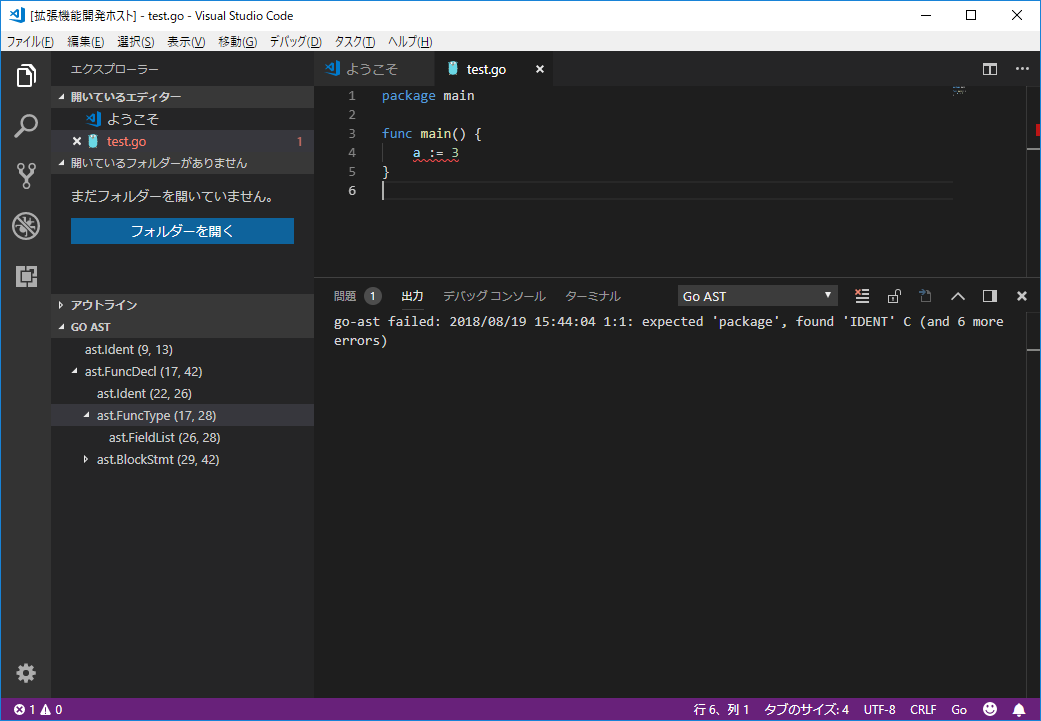 [拡張機能開発ホスト] - test.go - Visual Studio Code
ファイル(F) 編集(E) 選択(S) 表示(V) 移動(G) デバッグ(D) タスク(T) ヘルプ(H)
エクスプローラー
開いているエディター
ようこそ
test.go 1
開いているフォルダーがありません
まだフォルダーを開いていません。
フォルダーを開く
アウトライン
GO AST
ast.Ident (9, 13)
ast.FuncDecl (17, 42)
ast.Ident (22, 26)
ast.FuncType (17, 28)
ast.FieldList (26, 28)
ast.BlockStmt (29, 42)
ようこそ test.go
1 package main
2
3 func main() {
4 a := 3
5 }
6
問題 1 出力 デバッグ コンソール ターミナル Go AST
go-ast failed: 2018/08/19 15:44:04 1:1: expected 'package', found 'IDENT' C (and 6 more
errors)
1 0 行 6、列 1 タブのサイズ: 4 UTF-8 CRLF Go